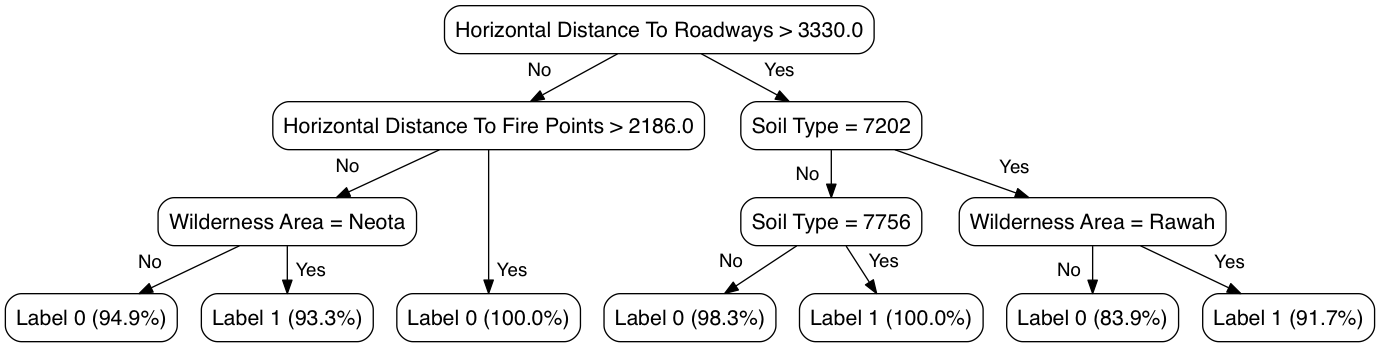 Horizontal Distance To Roadways > 3330.0
No
Yes
Horizontal Distance To Fire Points > 2186.0
Soil Type = 7202
No
No
Yes
Wilderness Area = Neota
Soil Type = 7756
Wilderness Area = Rawah
No
Yes
Yes
No
Yes
No
Yes
Label 0 (94.9%)
Label 1 (93.3%)
Label 0 (100.0%)
Label 0 (98.3%)
Label 1 (100.0%)
Label 0 (83.9%)
Label 1 (91.7%)